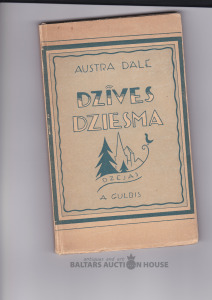 AUSTRA DALE
DZĪVES
DZIESMA
DZEJAS
A. GULBIS
BALTARS AUCTION HOUSE